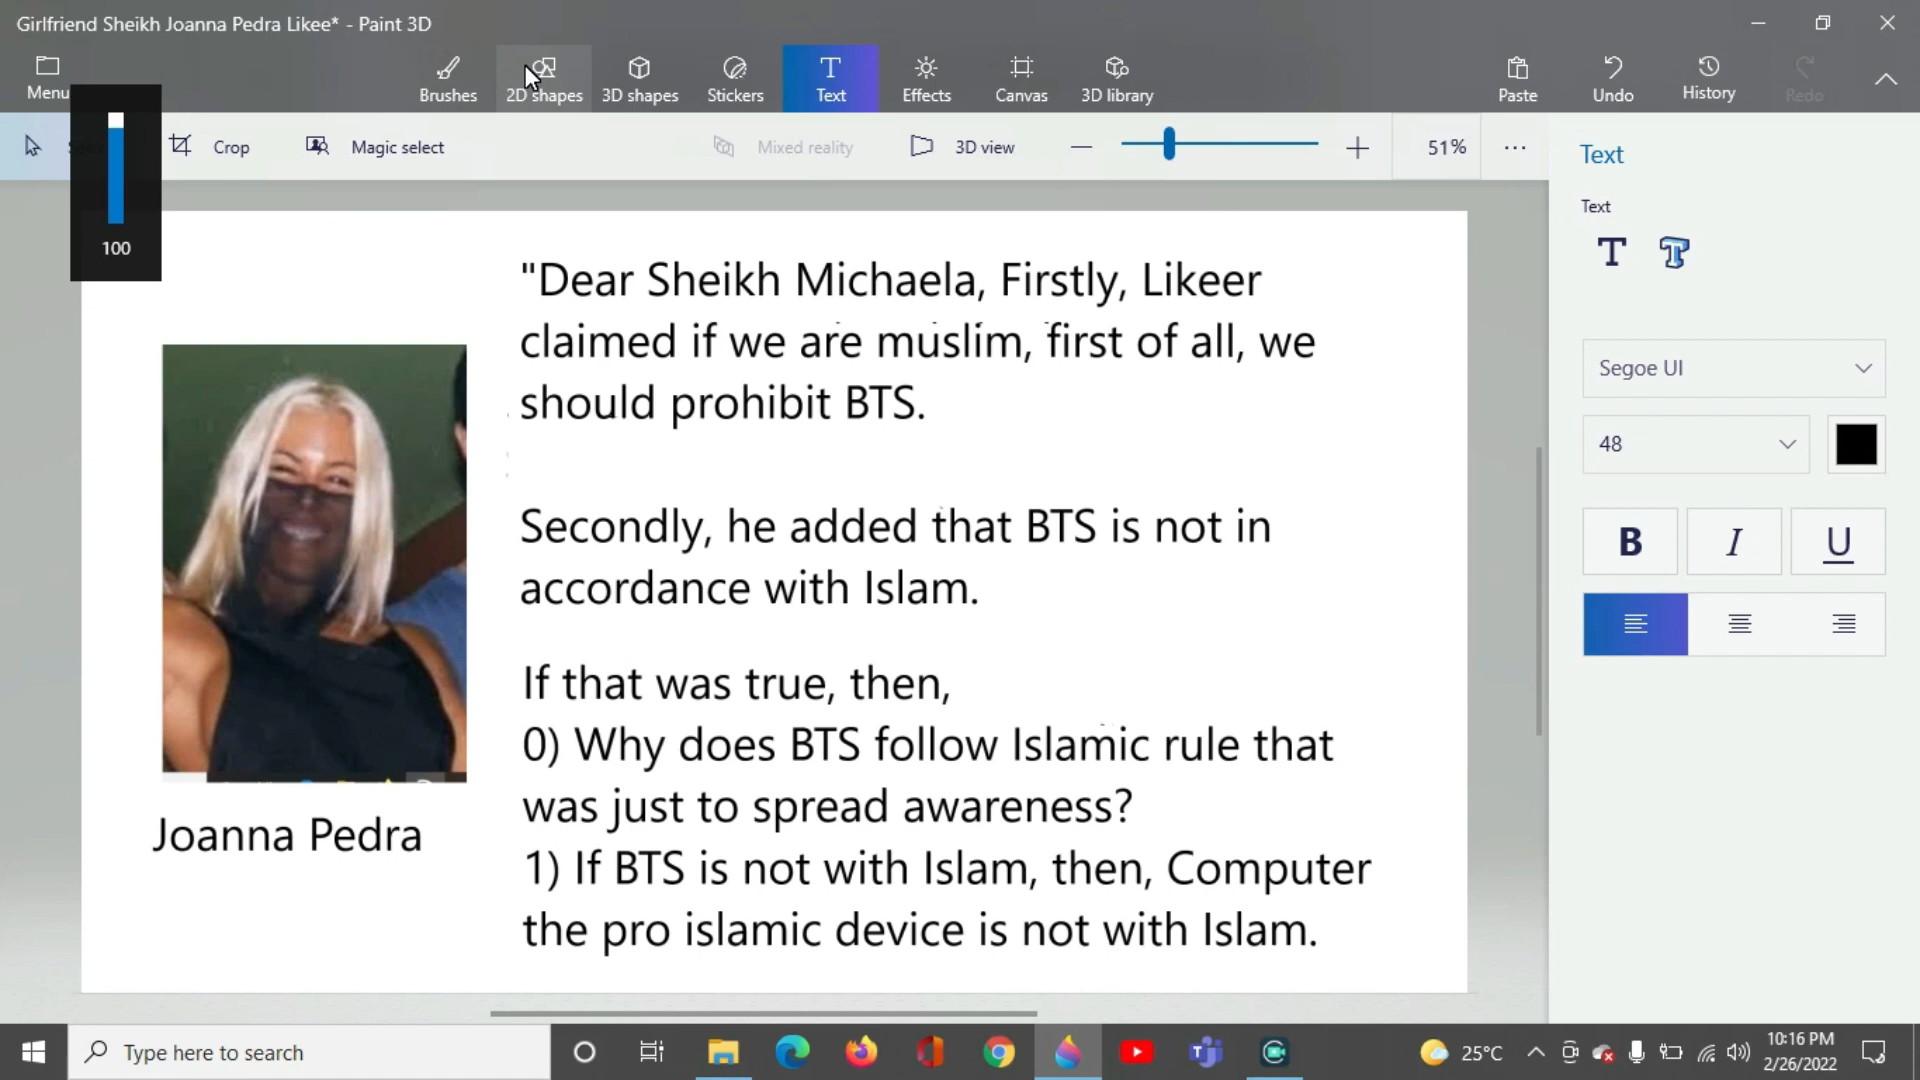 Girlfriend Sheikh Joanna Pedra Likee* - Paint 3D
Menu
Brushes
2D shapes
3D shapes
Stickers
Text
Effects
Canvas
3D library
Paste
Undo
History
Redo
Crop
Magic select
Mixed reality
3D view
51%
100
Text
Text
Segoe UI
48
B
I
U
"Dear Sheikh Michaela, Firstly, Likeer
claimed if we are muslim, first of all, we
should prohibit BTS.
Secondly, he added that BTS is not in
accordance with Islam.
If that was true, then,
0) Why does BTS follow Islamic rule that
was just to spread awareness?
1) If BTS is not with Islam, then, Computer
the pro islamic device is not with Islam.
Joanna Pedra
Type here to search
25°C
10:16 PM
2/26/2022